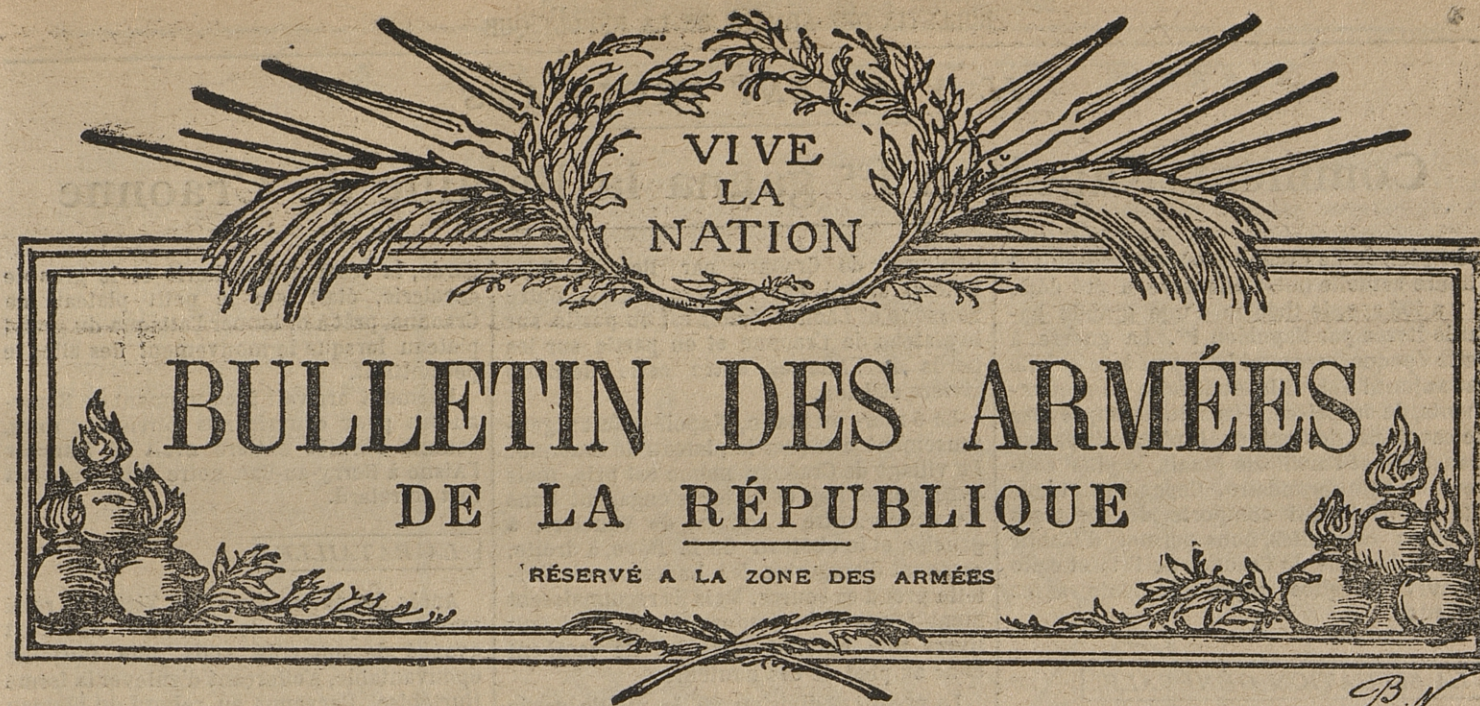 VIVE
LA
NATION
BULLETIN DES ARMÉES
DE LA RÉPUBLIQUE
RÉSERVÉ A LA ZONE DES ARMÉES
B. N